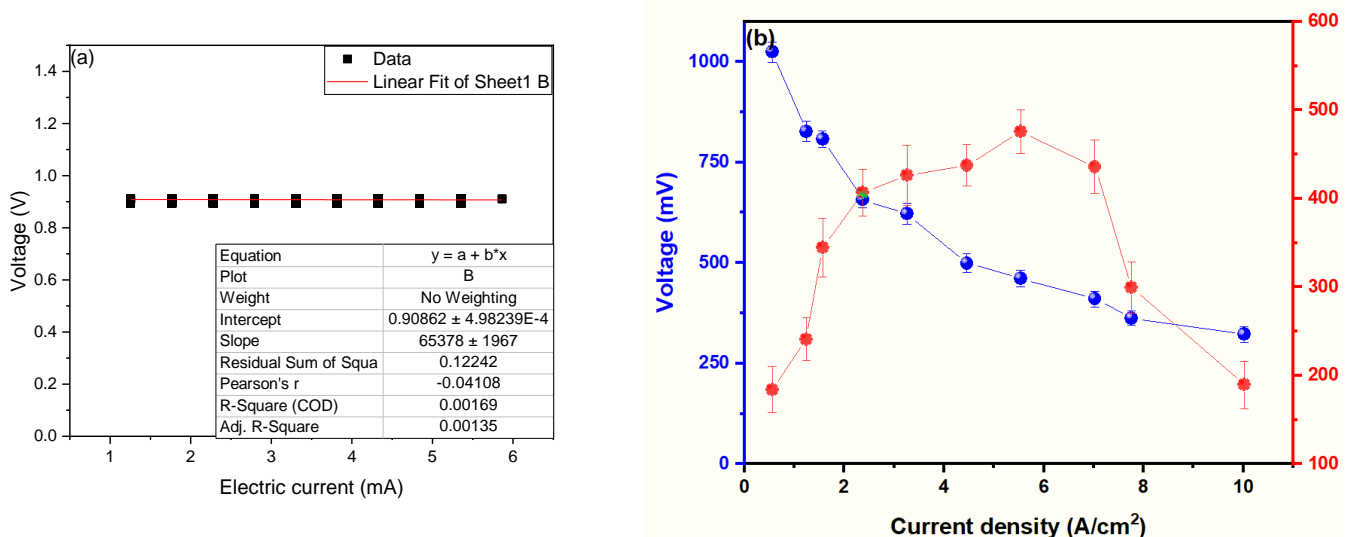 (a)
Data
Linear Fit of Sheet1 B
1.4
1.2
1.0
0.8
0.6
0.4
0.2
0.0
Voltage (V)
Equation y = a + b*x
Plot B
Weight No Weighting
Intercept 0.90862 ± 4.98239E-4
Slope 65378 ± 1967
Residual Sum of Squa 0.12242
Pearson's r -0.04108
R-Square (COD) 0.00169
Adj. R-Square 0.00135
1 2 3 4 5 6
Electric current (mA)
(b)
1000
750
500
250
0
Voltage (mV)
600
500
400
300
200
100
0 2 4 6 8 10
Current density (A/cm²)